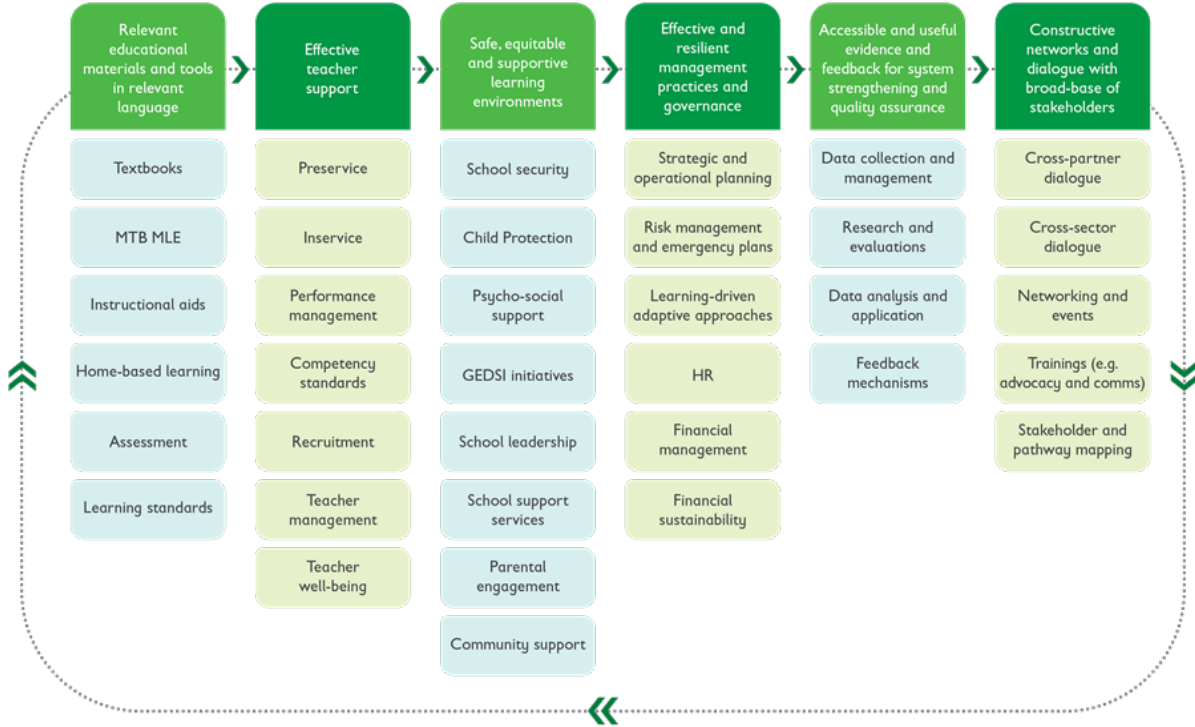 Relevant
educational
materials and tools
in relevant
language
Effective
teacher
support
Safe, equitable
and supportive
learning
environments
Effective and
resilient
management
practices and
governance
Accessible and useful
evidence and
feedback for system
strengthening and
quality assurance
Constructive
networks and
dialogue with
broad-base of
stakeholders
Textbooks
MTB MLE
Instructional aids
Home-based learning
Assessment
Learning standards
Preservice
Inservice
Performance
management
Competency
standards
Recruitment
Teacher
management
Teacher
well-being
School security
Child Protection
Psycho-social
support
GEDSI initiatives
School leadership
School support
services
Parental
engagement
Community support
Strategic and
operational planning
Risk management
and emergency plans
Learning-driven
adaptive approaches
HR
Financial
management
Financial
sustainability
Data collection and
management
Research and
evaluations
Data analysis and
application
Feedback
mechanisms
Cross-partner
dialogue
Cross-sector
dialogue
Networking and
events
Trainings (e.g.
advocacy and comms)
Stakeholder and
pathway mapping